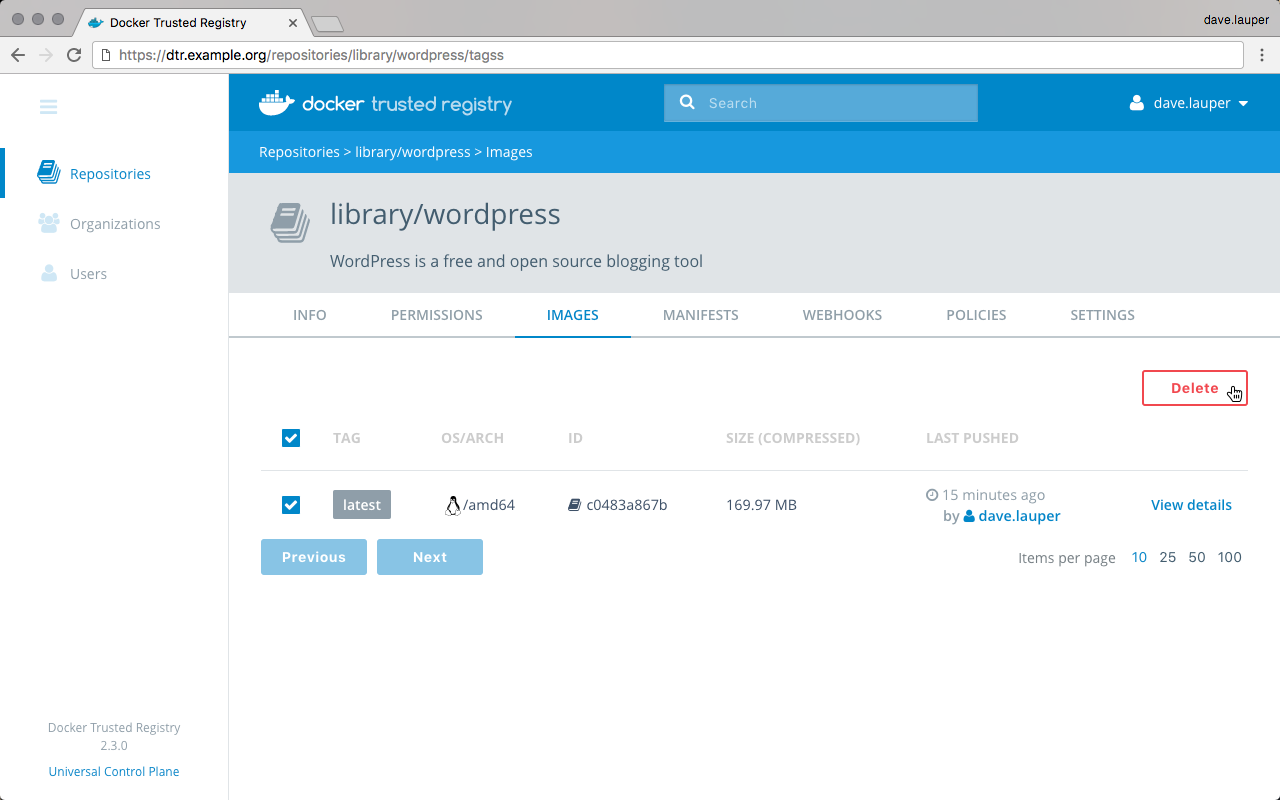 Docker Trusted Registry
dave.lauper
https://dtr.example.org/repositories/library/wordpress/tagss
docker trusted registry
Search
dave.lauper
Repositories > library/wordpress > Images
Repositories
Organizations
Users
library/wordpress
WordPress is a free and open source blogging tool
INFO PERMISSIONS IMAGES MANIFESTS WEBHOOKS POLICIES SETTINGS
Delete
TAG OS/ARCH ID SIZE (COMPRESSED) LAST PUSHED
latest /amd64 c0483a867b 169.97 MB 15 minutes ago
by dave.lauper
View details
Previous Next Items per page 10 25 50 100
Docker Trusted Registry
2.3.0
Universal Control Plane